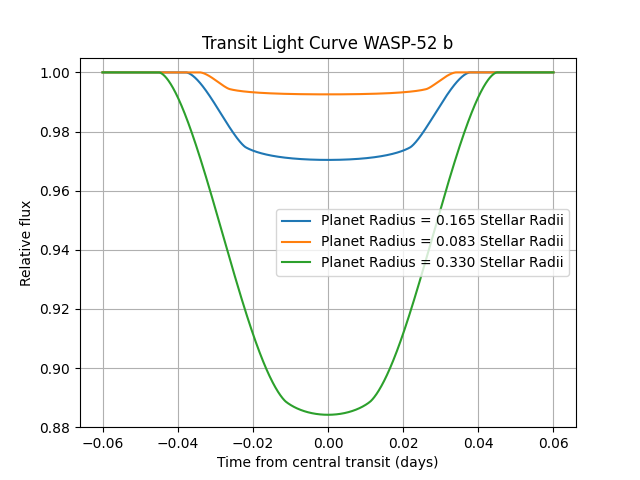 Transit Light Curve WASP-52 b
1.00
0.98
0.96
0.94
0.92
0.90
0.88
Relative flux
Planet Radius = 0.165 Stellar Radii
Planet Radius = 0.083 Stellar Radii
Planet Radius = 0.330 Stellar Radii
−0.06 −0.04 −0.02 0.00 0.02 0.04 0.06
Time from central transit (days)